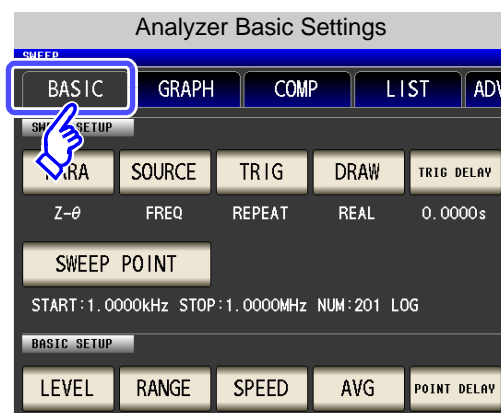 Analyzer Basic Settings
SWEEP
BASIC GRAPH COMP LIST
SETUP
SOURCE TRIG DRAW TRIG DELAY
Z-θ FREQ REPEAT REAL 0.0000s
SWEEP POINT
START:1.0000kHz STOP:1.0000MHz NUM:201 LOG
BASIC SETUP
LEVEL RANGE SPEED AVG POINT DELAY